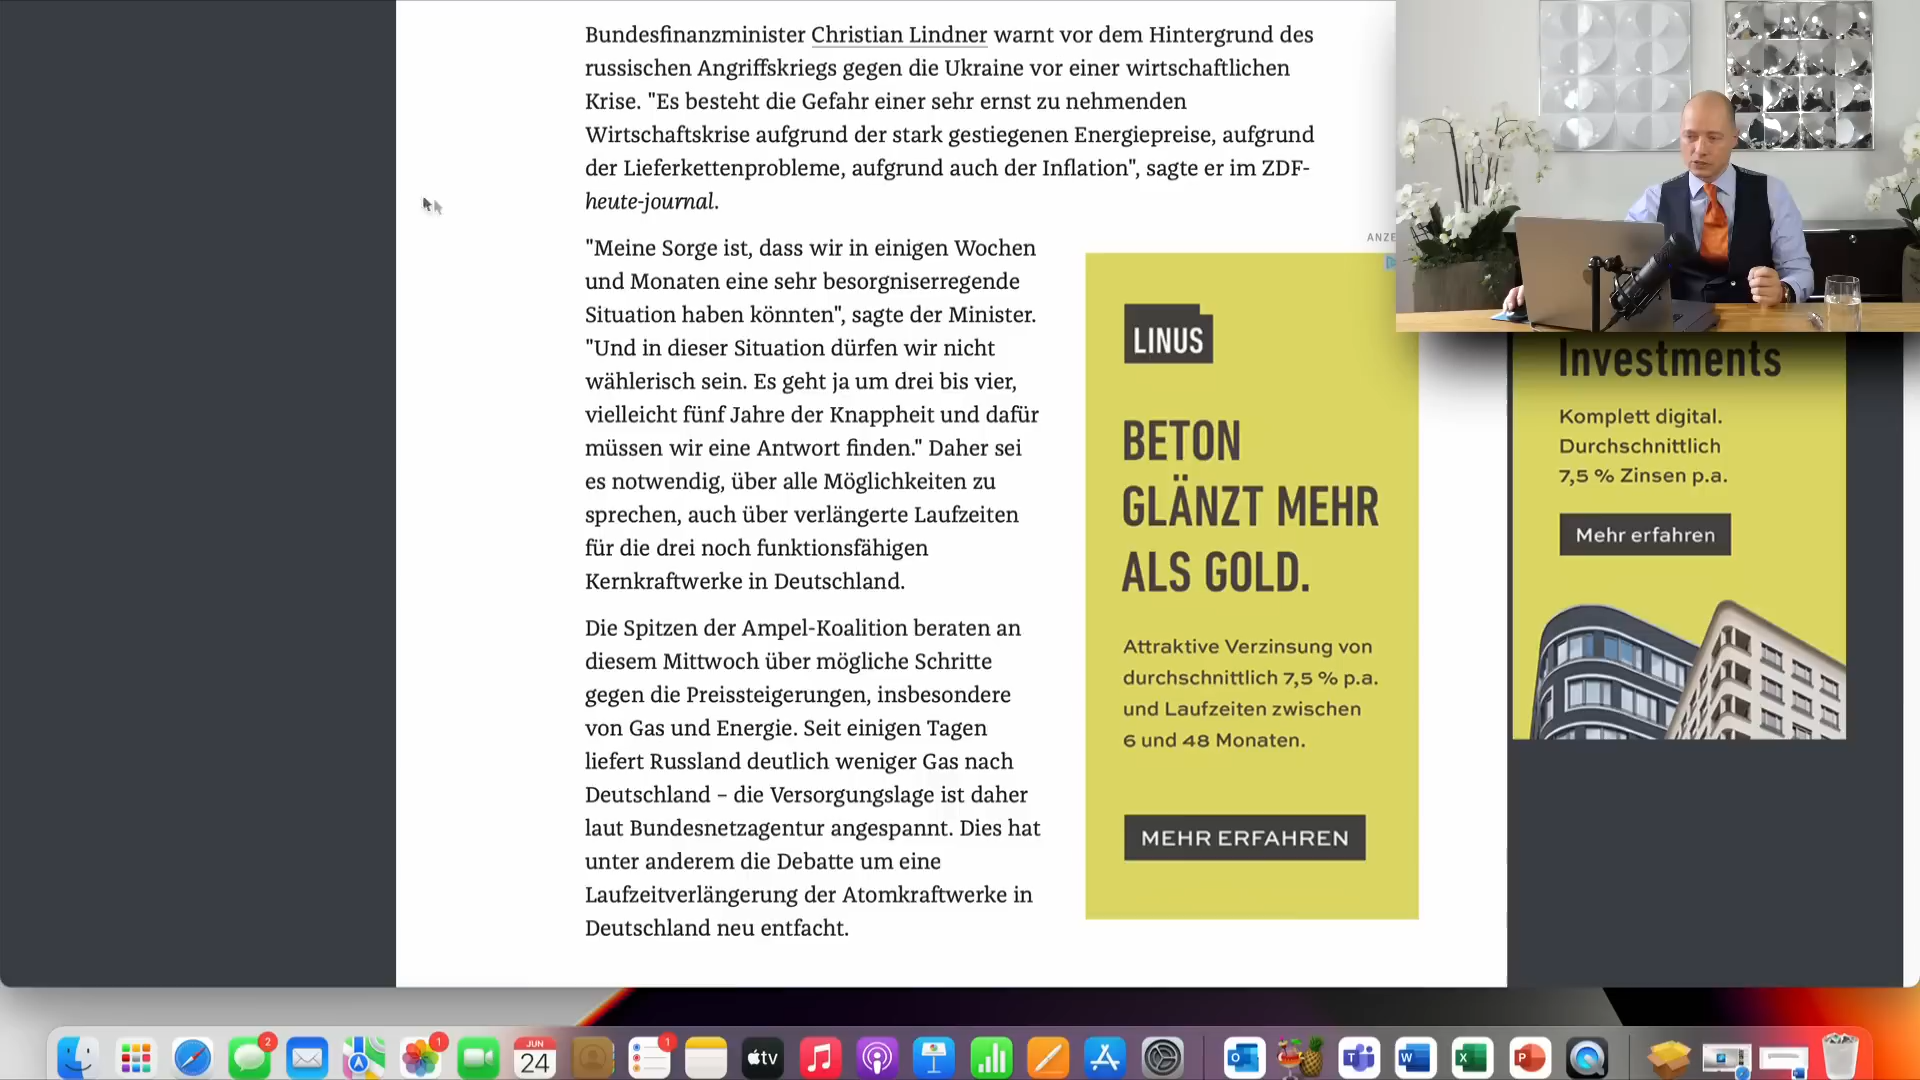 Bundesfinanzminister Christian Lindner warnt vor dem Hintergrund des
russischen Angriffskriegs gegen die Ukraine vor einer wirtschaftlichen
Krise. "Es besteht die Gefahr einer sehr ernst zu nehmenden
Wirtschaftskrise aufgrund der stark gestiegenen Energiepreise, aufgrund
der Lieferkettenprobleme, aufgrund auch der Inflation", sagte er im ZDF-
heute-journal.
"Meine Sorge ist, dass wir in einigen Wochen
und Monaten eine sehr besorgniserregende
Situation haben könnten", sagte der Minister.
"Und in dieser Situation dürfen wir nicht
wählerisch sein. Es geht ja um drei bis vier,
vielleicht fünf Jahre der Knappheit und dafür
müssen wir eine Antwort finden." Daher sei
es notwendig, über alle Möglichkeiten zu
sprechen, auch über verlängerte Laufzeiten
für die drei noch funktionsfähigen
Kernkraftwerke in Deutschland.
Die Spitzen der Ampel-Koalition beraten an
diesem Mittwoch über mögliche Schritte
gegen die Preissteigerungen, insbesondere
von Gas und Energie. Seit einigen Tagen
liefert Russland deutlich weniger Gas nach
Deutschland – die Versorgungslage ist daher
laut Bundesnetzagentur angespannt. Dies hat
unter anderem die Debatte um eine
Laufzeitverlängerung der Atomkraftwerke in
Deutschland neu entfacht.
ANZE
LINUS
BETON
GLÄNZT MEHR
ALS GOLD.
Attraktive Verzinsung von
durchschnittlich 7,5 % p.a.
und Laufzeiten zwischen
6 und 48 Monaten.
MEHR ERFAHREN
Investments
Komplett digital.
Durchschnittlich
7,5 % Zinsen p.a.
Mehr erfahren
2
1
JUN
24
1
tv